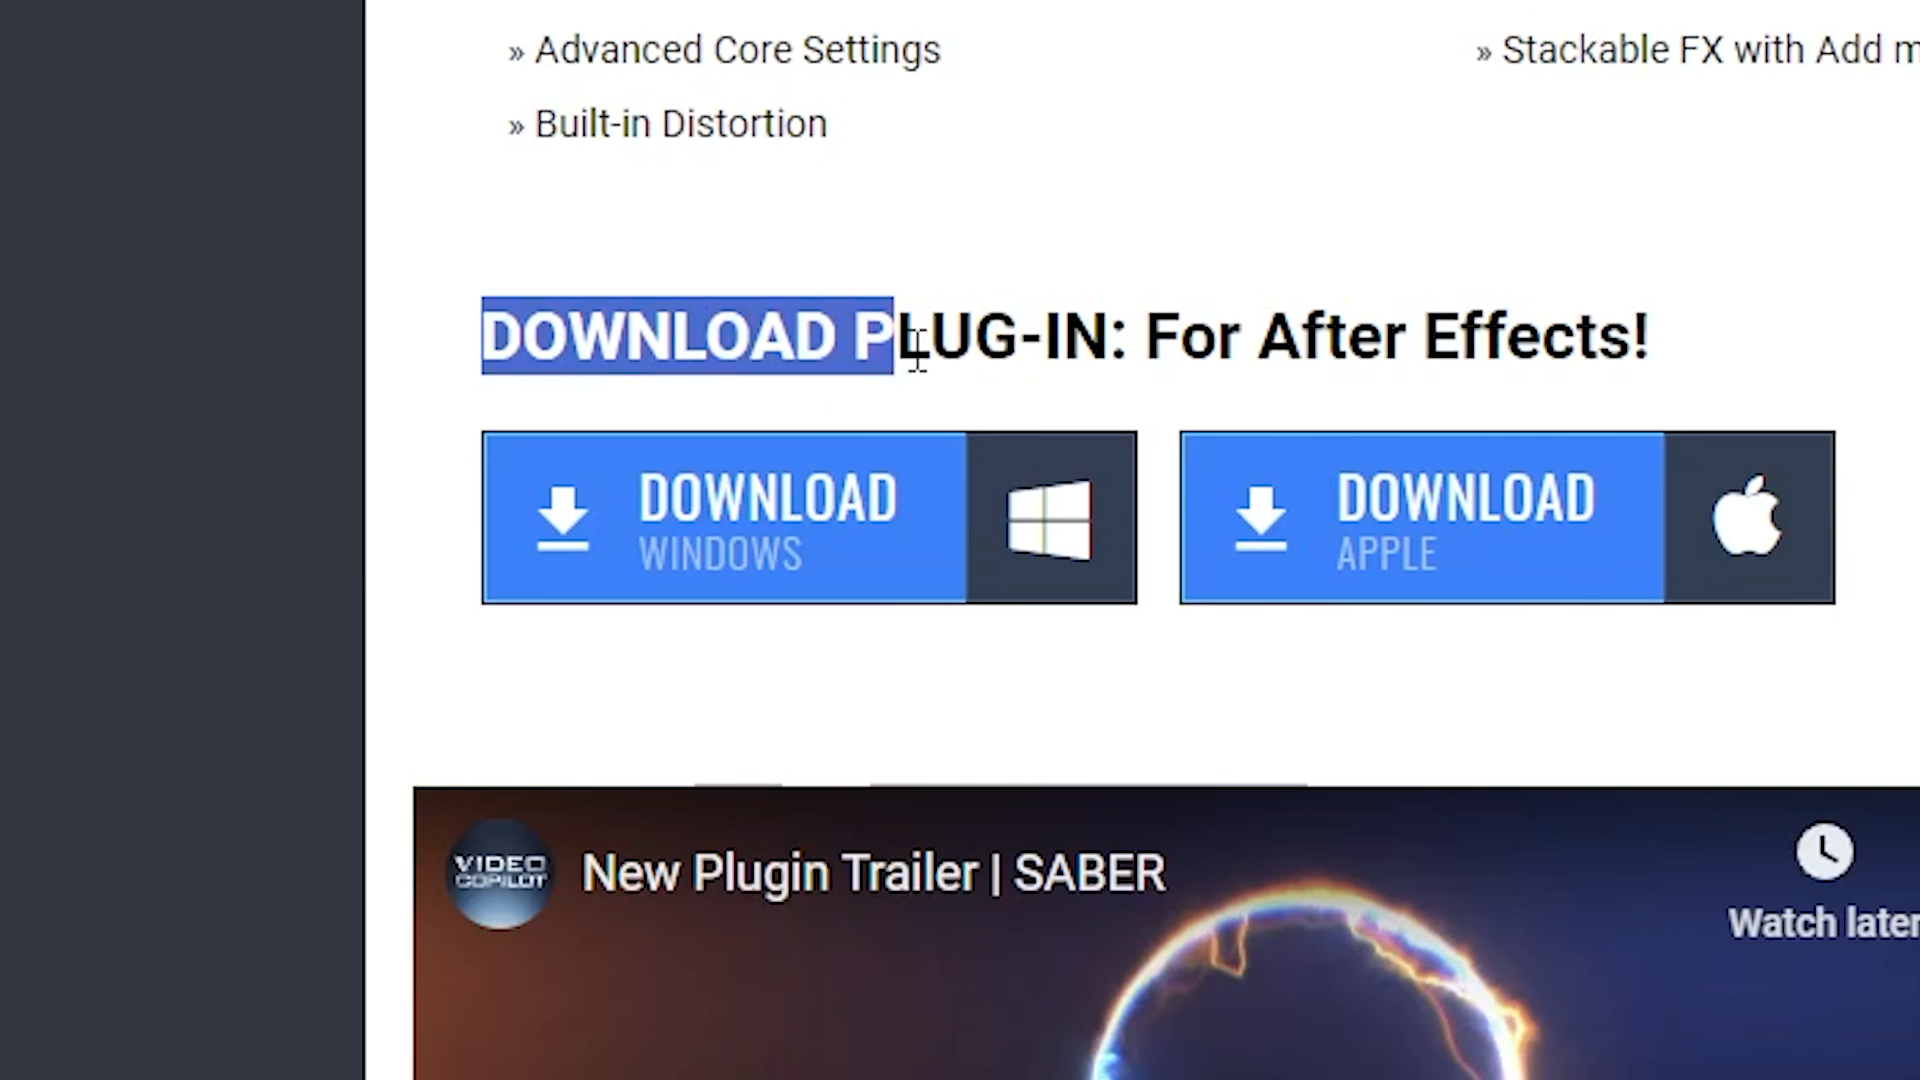 » Advanced Core Settings
» Stackable FX with Add m
» Built-in Distortion
DOWNLOAD PLUG-IN: For After Effects!
DOWNLOAD
WINDOWS
DOWNLOAD
APPLE
VIDEO
COPILOT
New Plugin Trailer | SABER
Watch later